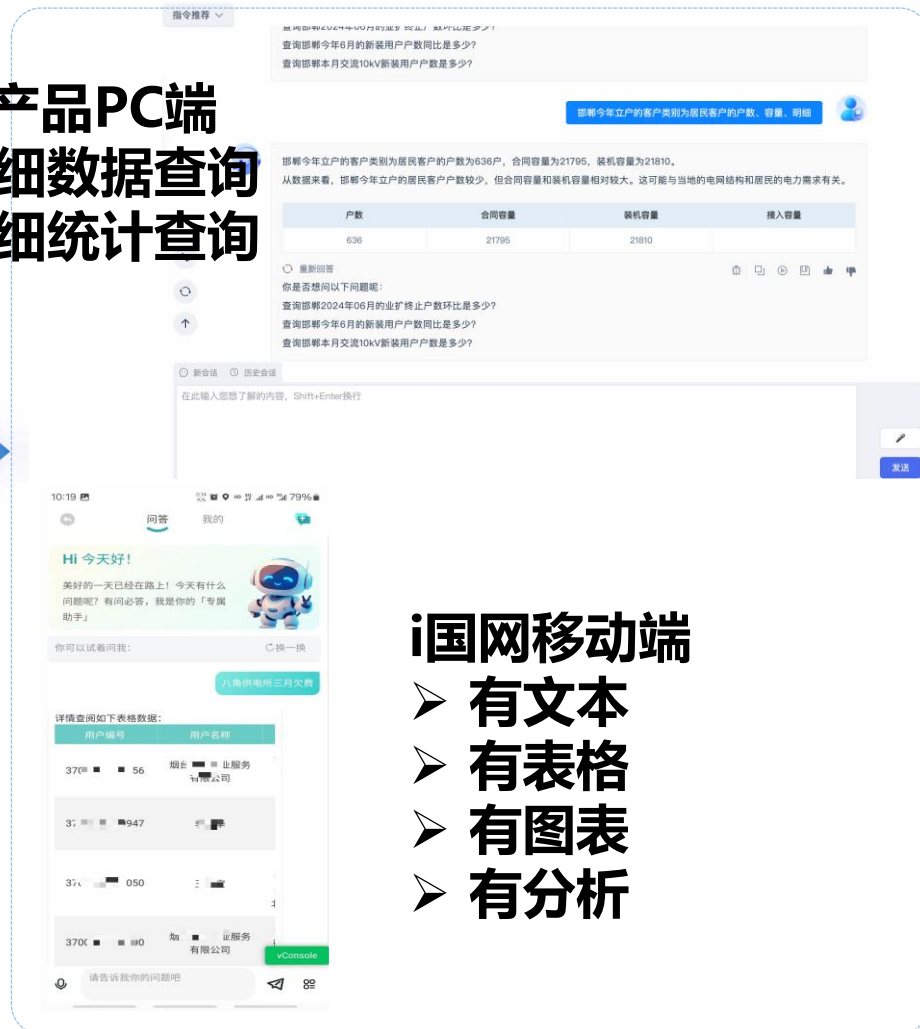 指令推荐
查询邯郸2024年06月的业扩终止户数环比是多少?
查询邯郸今年6月的新装用户户数同比是多少?
查询邯郸本月交流10kV新装用户户数是多少?
产品PC端
细数据查询
细统计查询
邯郸今年立户的客户类别为居民客户的户数、容量、明细
邯郸今年立户的客户类别为居民客户的户数为636户，合同容量为21795，装机容量为21810。
从数据来看，邯郸今年立户的居民客户户数较少，但合同容量和装机容量相对较大。这可能与当地的电网结构和居民的电力需求有关。
户数 合同容量 装机容量 接入容量
636 21795 21810
重新回答
你是否想问以下问题呢：
查询邯郸2024年06月的业扩终止户数环比是多少?
查询邯郸今年6月的新装用户户数同比是多少?
查询邯郸本月交流10kV新装用户户数是多少?
新会话 历史会话
在此输入您想了解的内容，Shift+Enter换行
发送
10:19 79%
问答 我的
Hi 今天好！
美好的一天已经在路上！今天有什么
问题呢？有问必答，我是你的「专属
助手」
你可以试着问我： 换一换
八角供电所三月欠费
详情查阅如下表格数据：
用户编号 用户名称
56 业服务
有限公司
947
050
3700 0 业服务
有限公司
vConsole
请告诉我你的问题吧
i国网移动端
➢ 有文本
➢ 有表格
➢ 有图表
➢ 有分析